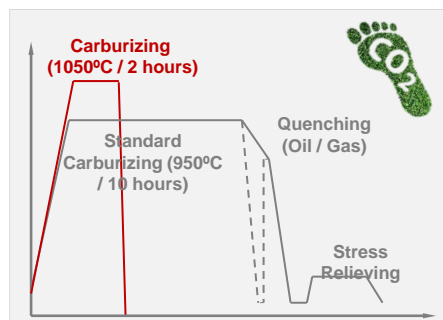 Carburizing
(1050ºC / 2 hours)
CO2
Standard
Carburizing (950ºC
/ 10 hours)
Quenching
(Oil / Gas)
Stress
Relieving